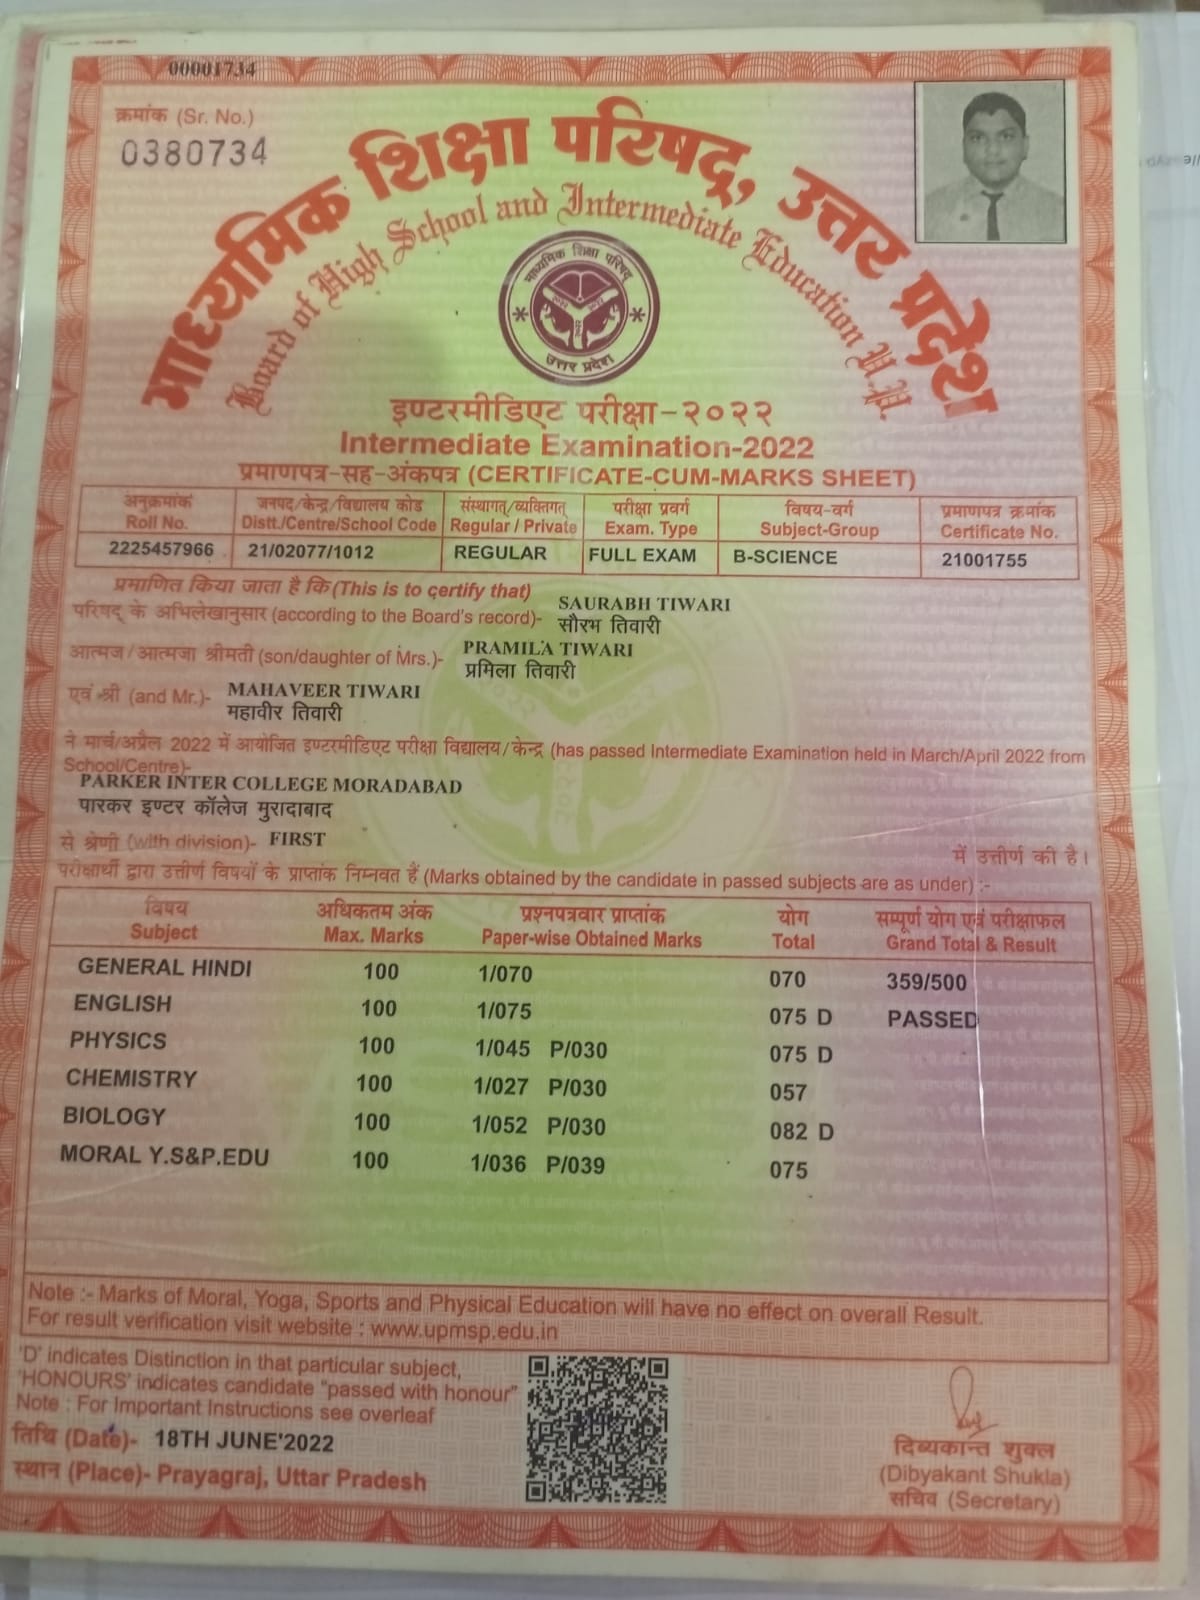 00001734
क्रमांक (Sr. No.)
0380734
माध्यमिक शिक्षा परिषद्, उत्तर प्रदेश
Board of High School and Intermediate Education U.P.
माध्यमिक शिक्षा परिषद्
उत्तर प्रदेश
इण्टरमीडिएट परीक्षा-२०२२
Intermediate Examination-2022
प्रमाणपत्र-सह-अंकपत्र (CERTIFICATE-CUM-MARKS SHEET)
अनुक्रमांक जनपद/केन्द्र/विद्यालय कोड संस्थागत्/व्यक्तिगत् परीक्षा प्रवर्ग विषय-वर्ग प्रमाणपत्र क्रमांक
Roll No. Distt./Centre/School Code Regular / Private Exam. Type Subject-Group Certificate No.
2225457966 21/02077/1012 REGULAR FULL EXAM B-SCIENCE 21001755
प्रमाणित किया जाता है कि (This is to certify that)
परिषद् के अभिलेखानुसार (according to the Board's record)- SAURABH TIWARI
सौरभ तिवारी
आत्मज/आत्मजा श्रीमती (son/daughter of Mrs.)- PRAMILA TIWARI
प्रमिला तिवारी
एवं श्री (and Mr.)- MAHAVEER TIWARI
महावीर तिवारी
ने मार्च/अप्रैल 2022 में आयोजित इण्टरमीडिएट परीक्षा विद्यालय/केन्द्र (has passed Intermediate Examination held in March/April 2022 from
School/Centre)-
PARKER INTER COLLEGE MORADABAD
पारकर इण्टर कॉलेज मुरादाबाद
से श्रेणी (with division)- FIRST में उत्तीर्ण की है।
परीक्षार्थी द्वारा उत्तीर्ण विषयों के प्राप्तांक निम्नवत हैं (Marks obtained by the candidate in passed subjects are as under) :-
विषय अधिकतम अंक प्रश्नपत्रवार प्राप्तांक योग सम्पूर्ण योग एवं परीक्षाफल
Subject Max. Marks Paper-wise Obtained Marks Total Grand Total & Result
GENERAL HINDI 100 1/070 070 359/500
ENGLISH 100 1/075 075 D PASSED
PHYSICS 100 1/045 P/030 075 D
CHEMISTRY 100 1/027 P/030 057
BIOLOGY 100 1/052 P/030 082 D
MORAL Y.S&P.EDU 100 1/036 P/039 075
Note :- Marks of Moral, Yoga, Sports and Physical Education will have no effect on overall Result.
For result verification visit website : www.upmsp.edu.in
'D' indicates Distinction in that particular subject,
'HONOURS' indicates candidate "passed with honour"
Note : For Important Instructions see overleaf
तिथि (Date)- 18TH JUNE'2022
स्थान (Place)- Prayagraj, Uttar Pradesh
दिब्यकान्त शुक्ल
(Dibyakant Shukla)
सचिव (Secretary)